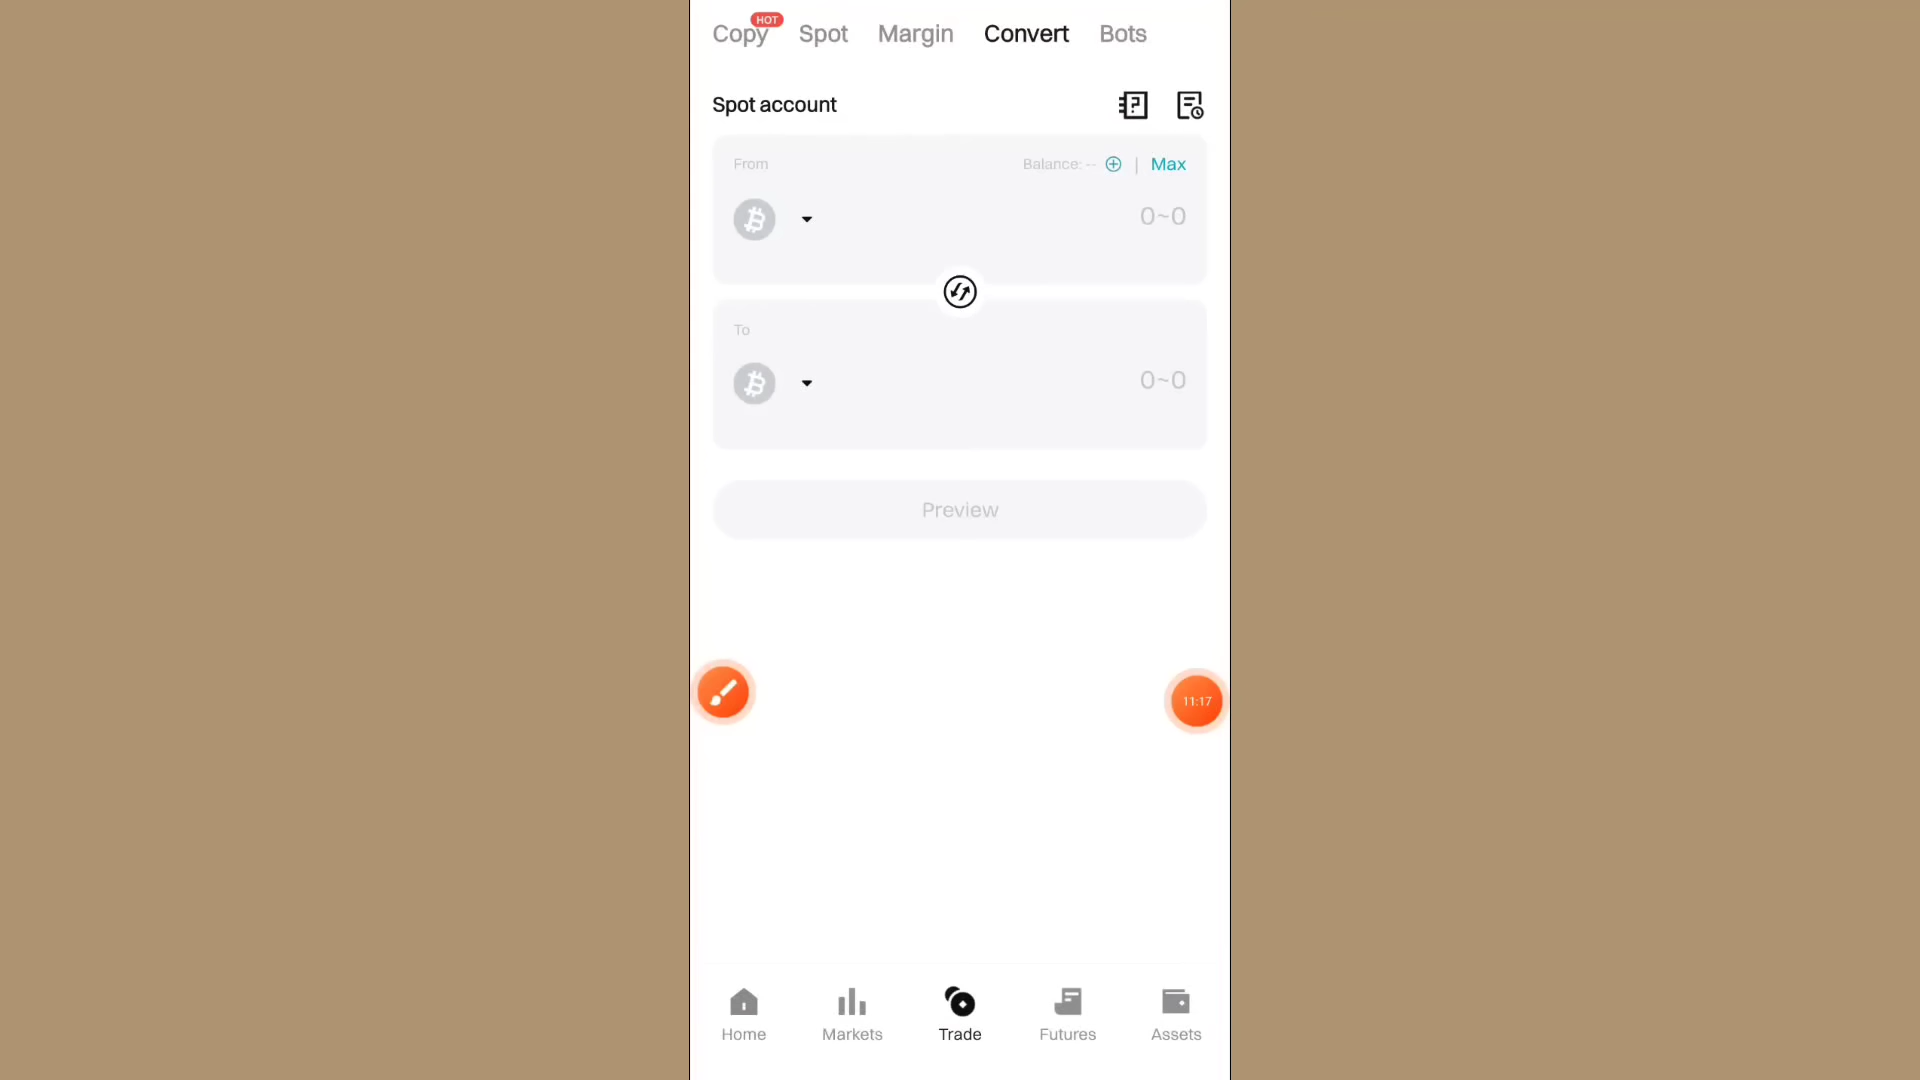 HOT
Copy Spot Margin Convert Bots
Spot account
From Balance: -- | Max
0~0
To
0~0
Preview
11:17
Home Markets Trade Futures Assets